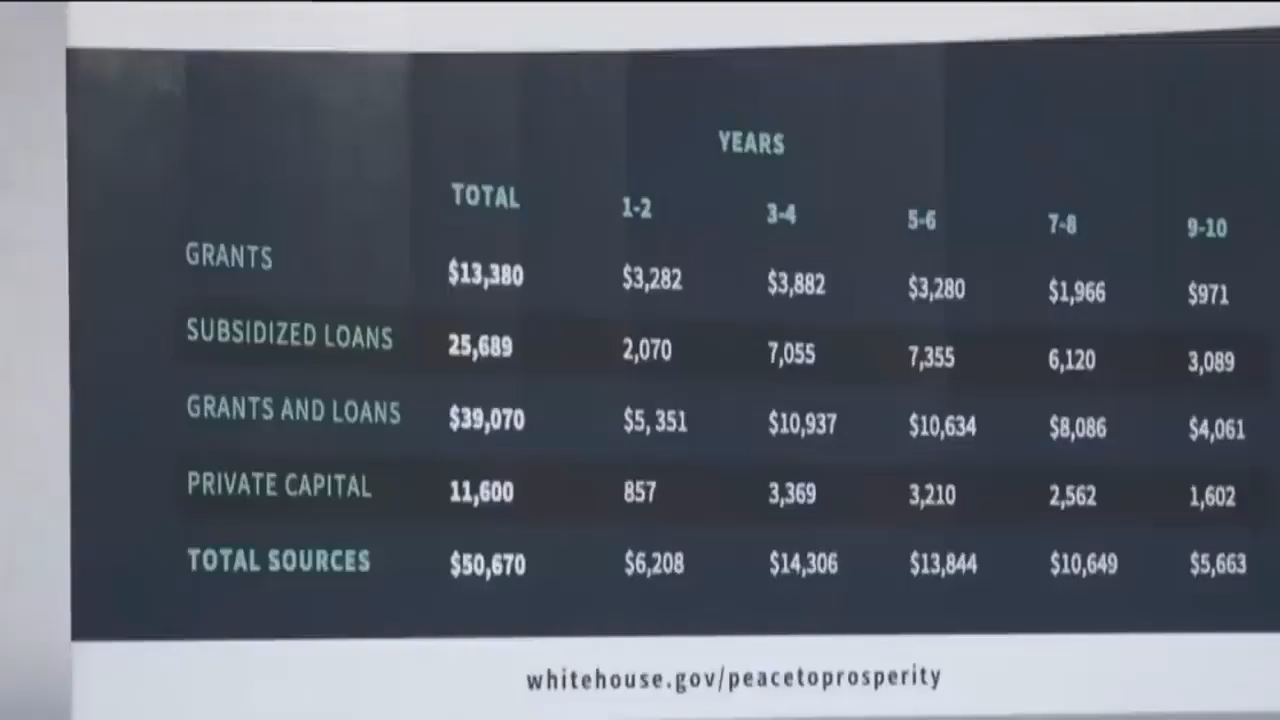 YEARS
TOTAL 1-2 3-4 5-6 7-8 9-10
GRANTS $13,380 $3,282 $3,882 $3,280 $1,966 $971
SUBSIDIZED LOANS 25,689 2,070 7,055 7,355 6,120 3,089
GRANTS AND LOANS $39,070 $5, 351 $10,937 $10,634 $8,086 $4,061
PRIVATE CAPITAL 11,600 857 3,369 3,210 2,562 1,602
TOTAL SOURCES $50,670 $6,208 $14,306 $13,844 $10,649 $5,663
whitehouse.gov/peacetoprosperity